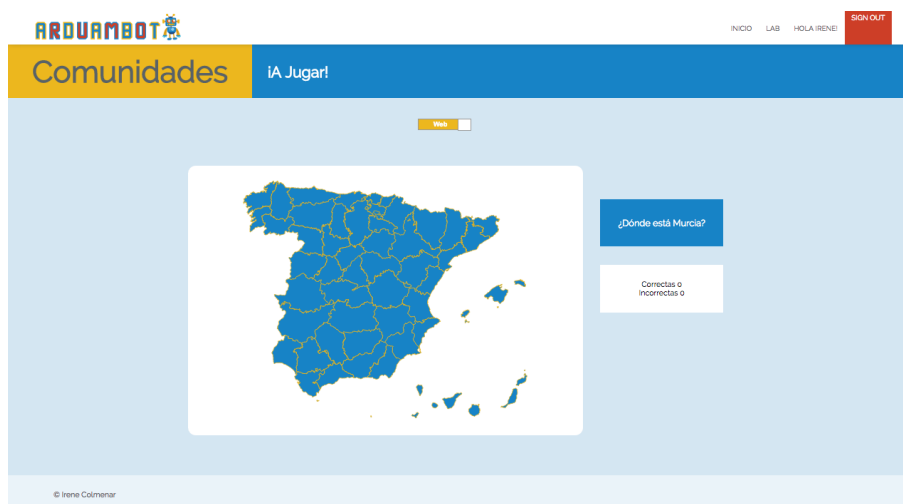 ARDUAMBOT
INICIO LAB HOLA IRENE! SIGN OUT
Comunidades
¡A Jugar!
Web
¿Dónde está Murcia?
Correctas 0
Incorrectas 0
© Irene Colmenar